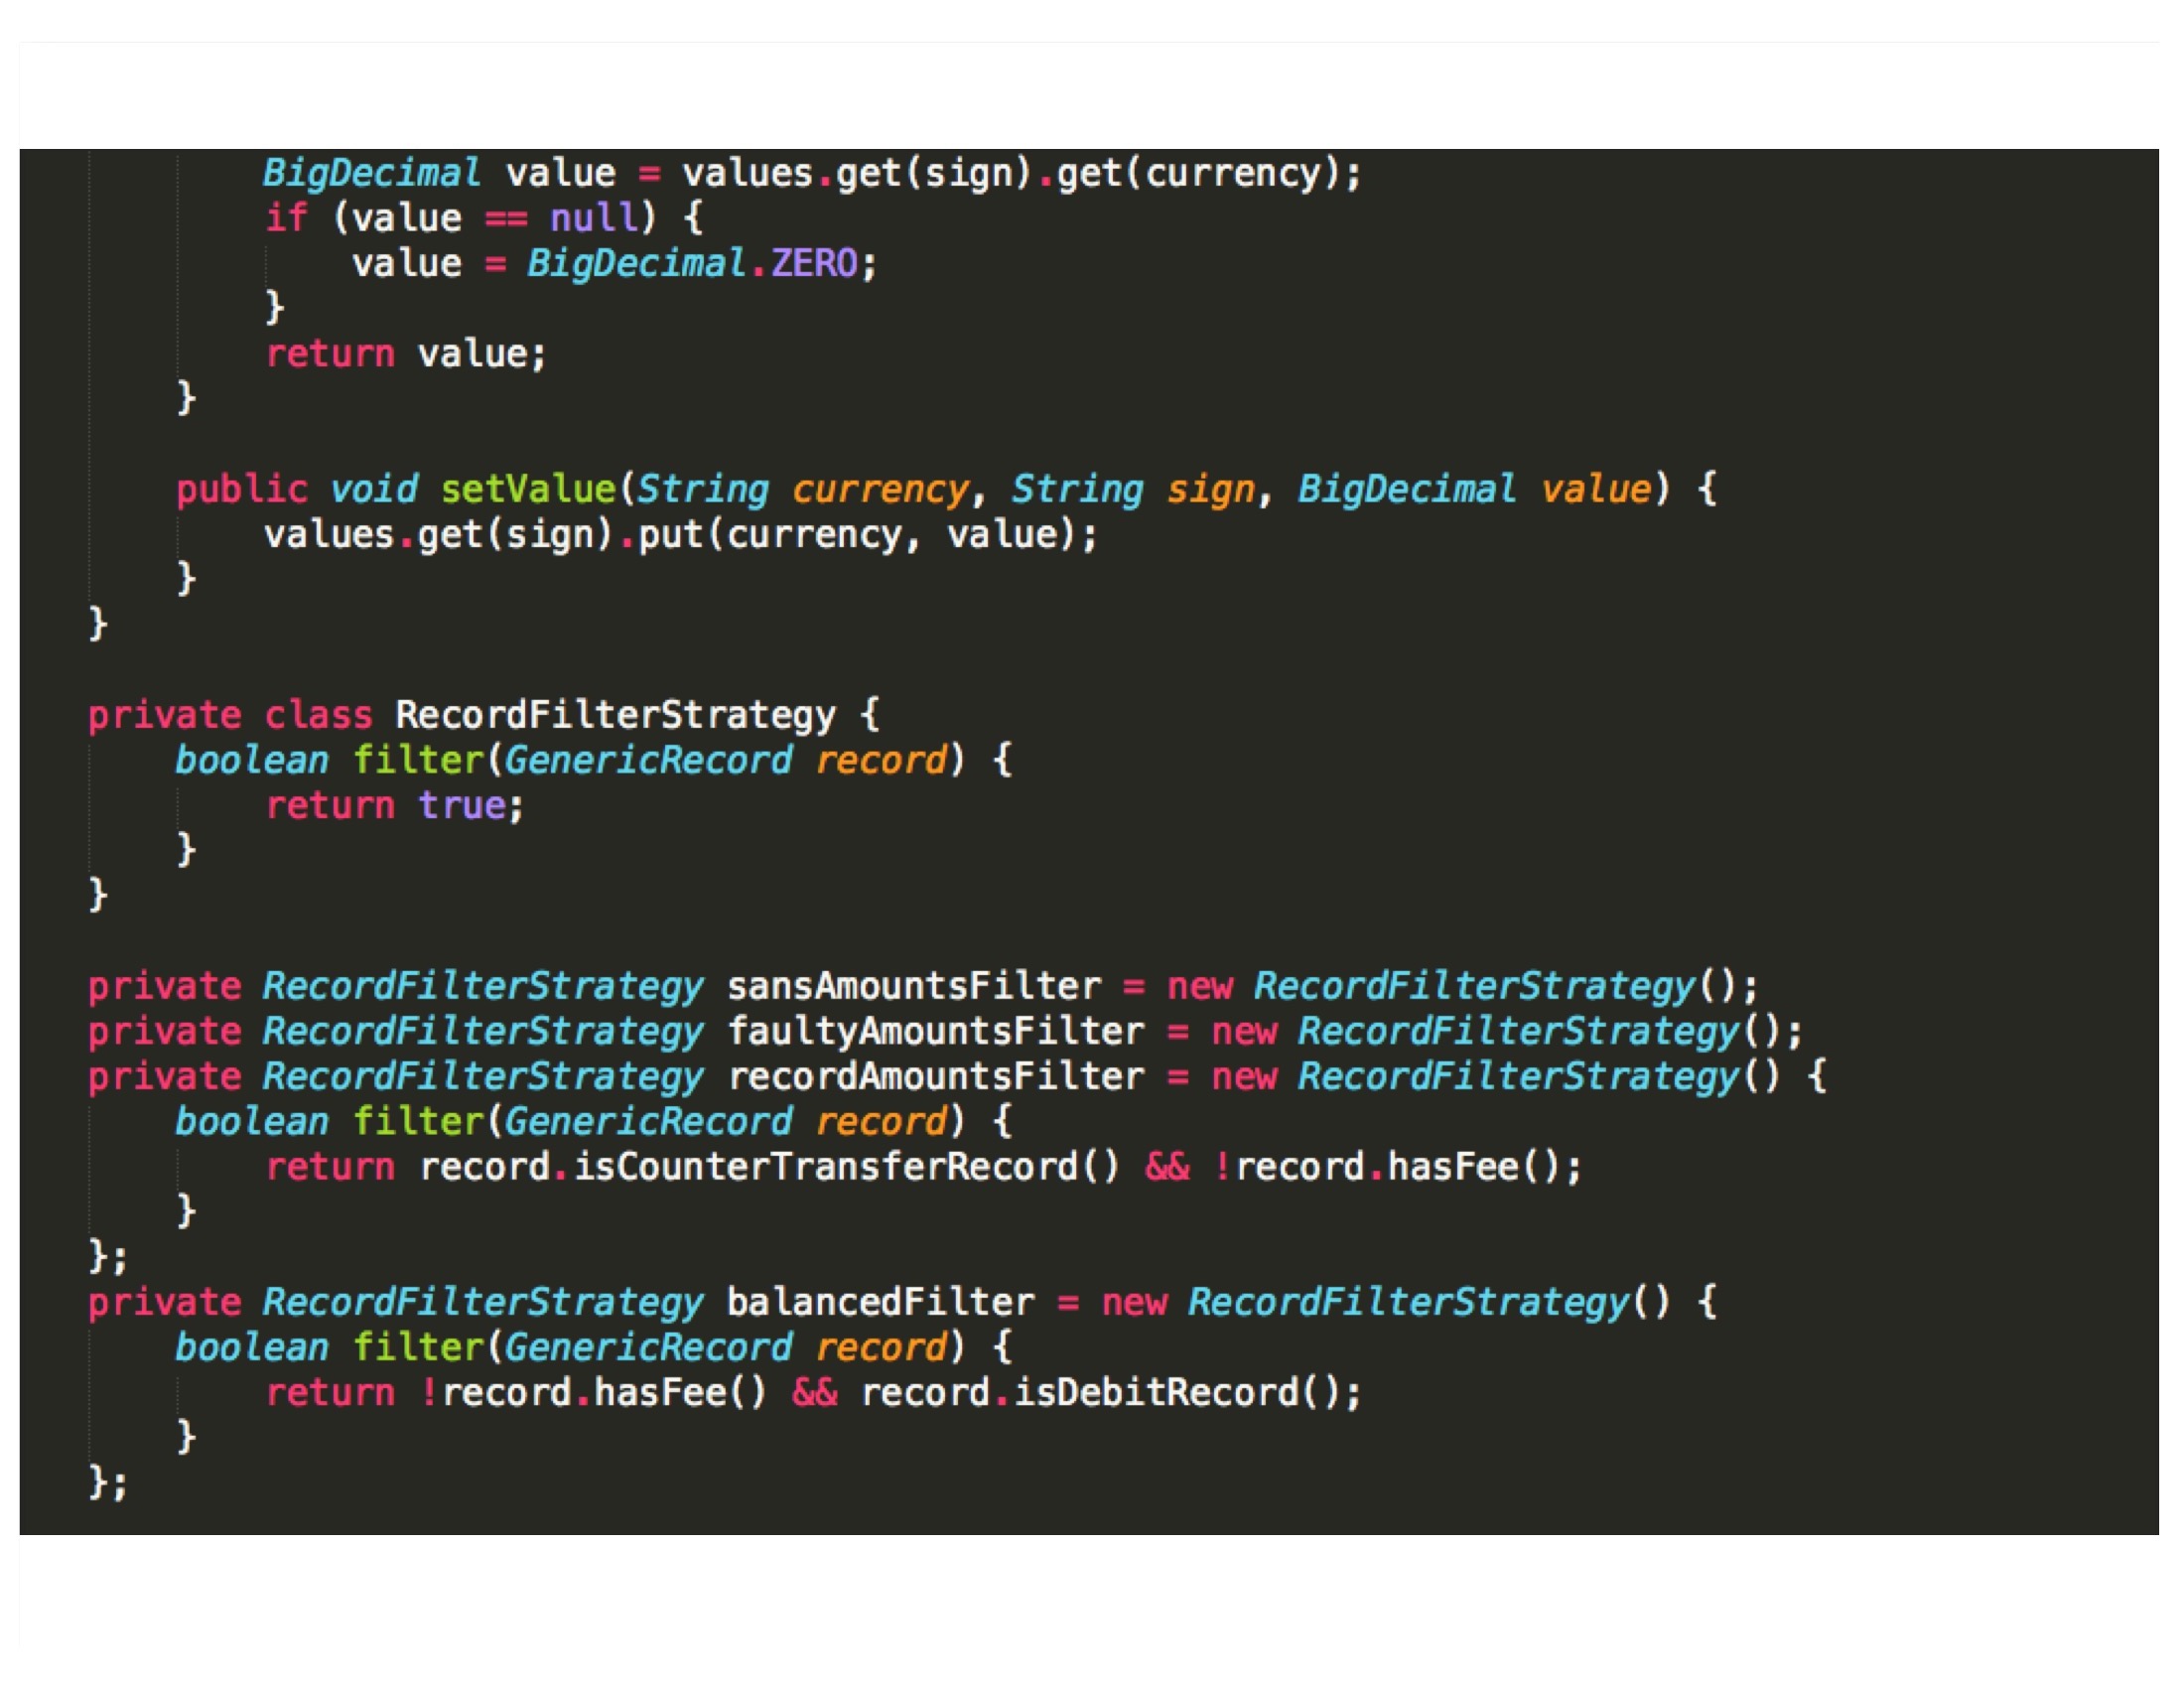 BigDecimal value = values.get(sign).get(currency);
        if (value == null) {
            value = BigDecimal.ZERO;
        }
        return value;
    }

    public void setValue(String currency, String sign, BigDecimal value) {
        values.get(sign).put(currency, value);
    }
}

private class RecordFilterStrategy {
    boolean filter(GenericRecord record) {
        return true;
    }
}

private RecordFilterStrategy sansAmountsFilter = new RecordFilterStrategy();
private RecordFilterStrategy faultyAmountsFilter = new RecordFilterStrategy();
private RecordFilterStrategy recordAmountsFilter = new RecordFilterStrategy() {
    boolean filter(GenericRecord record) {
        return record.isCounterTransferRecord() && !record.hasFee();
    }
};
private RecordFilterStrategy balancedFilter = new RecordFilterStrategy() {
    boolean filter(GenericRecord record) {
        return !record.hasFee() && record.isDebitRecord();
    }
};